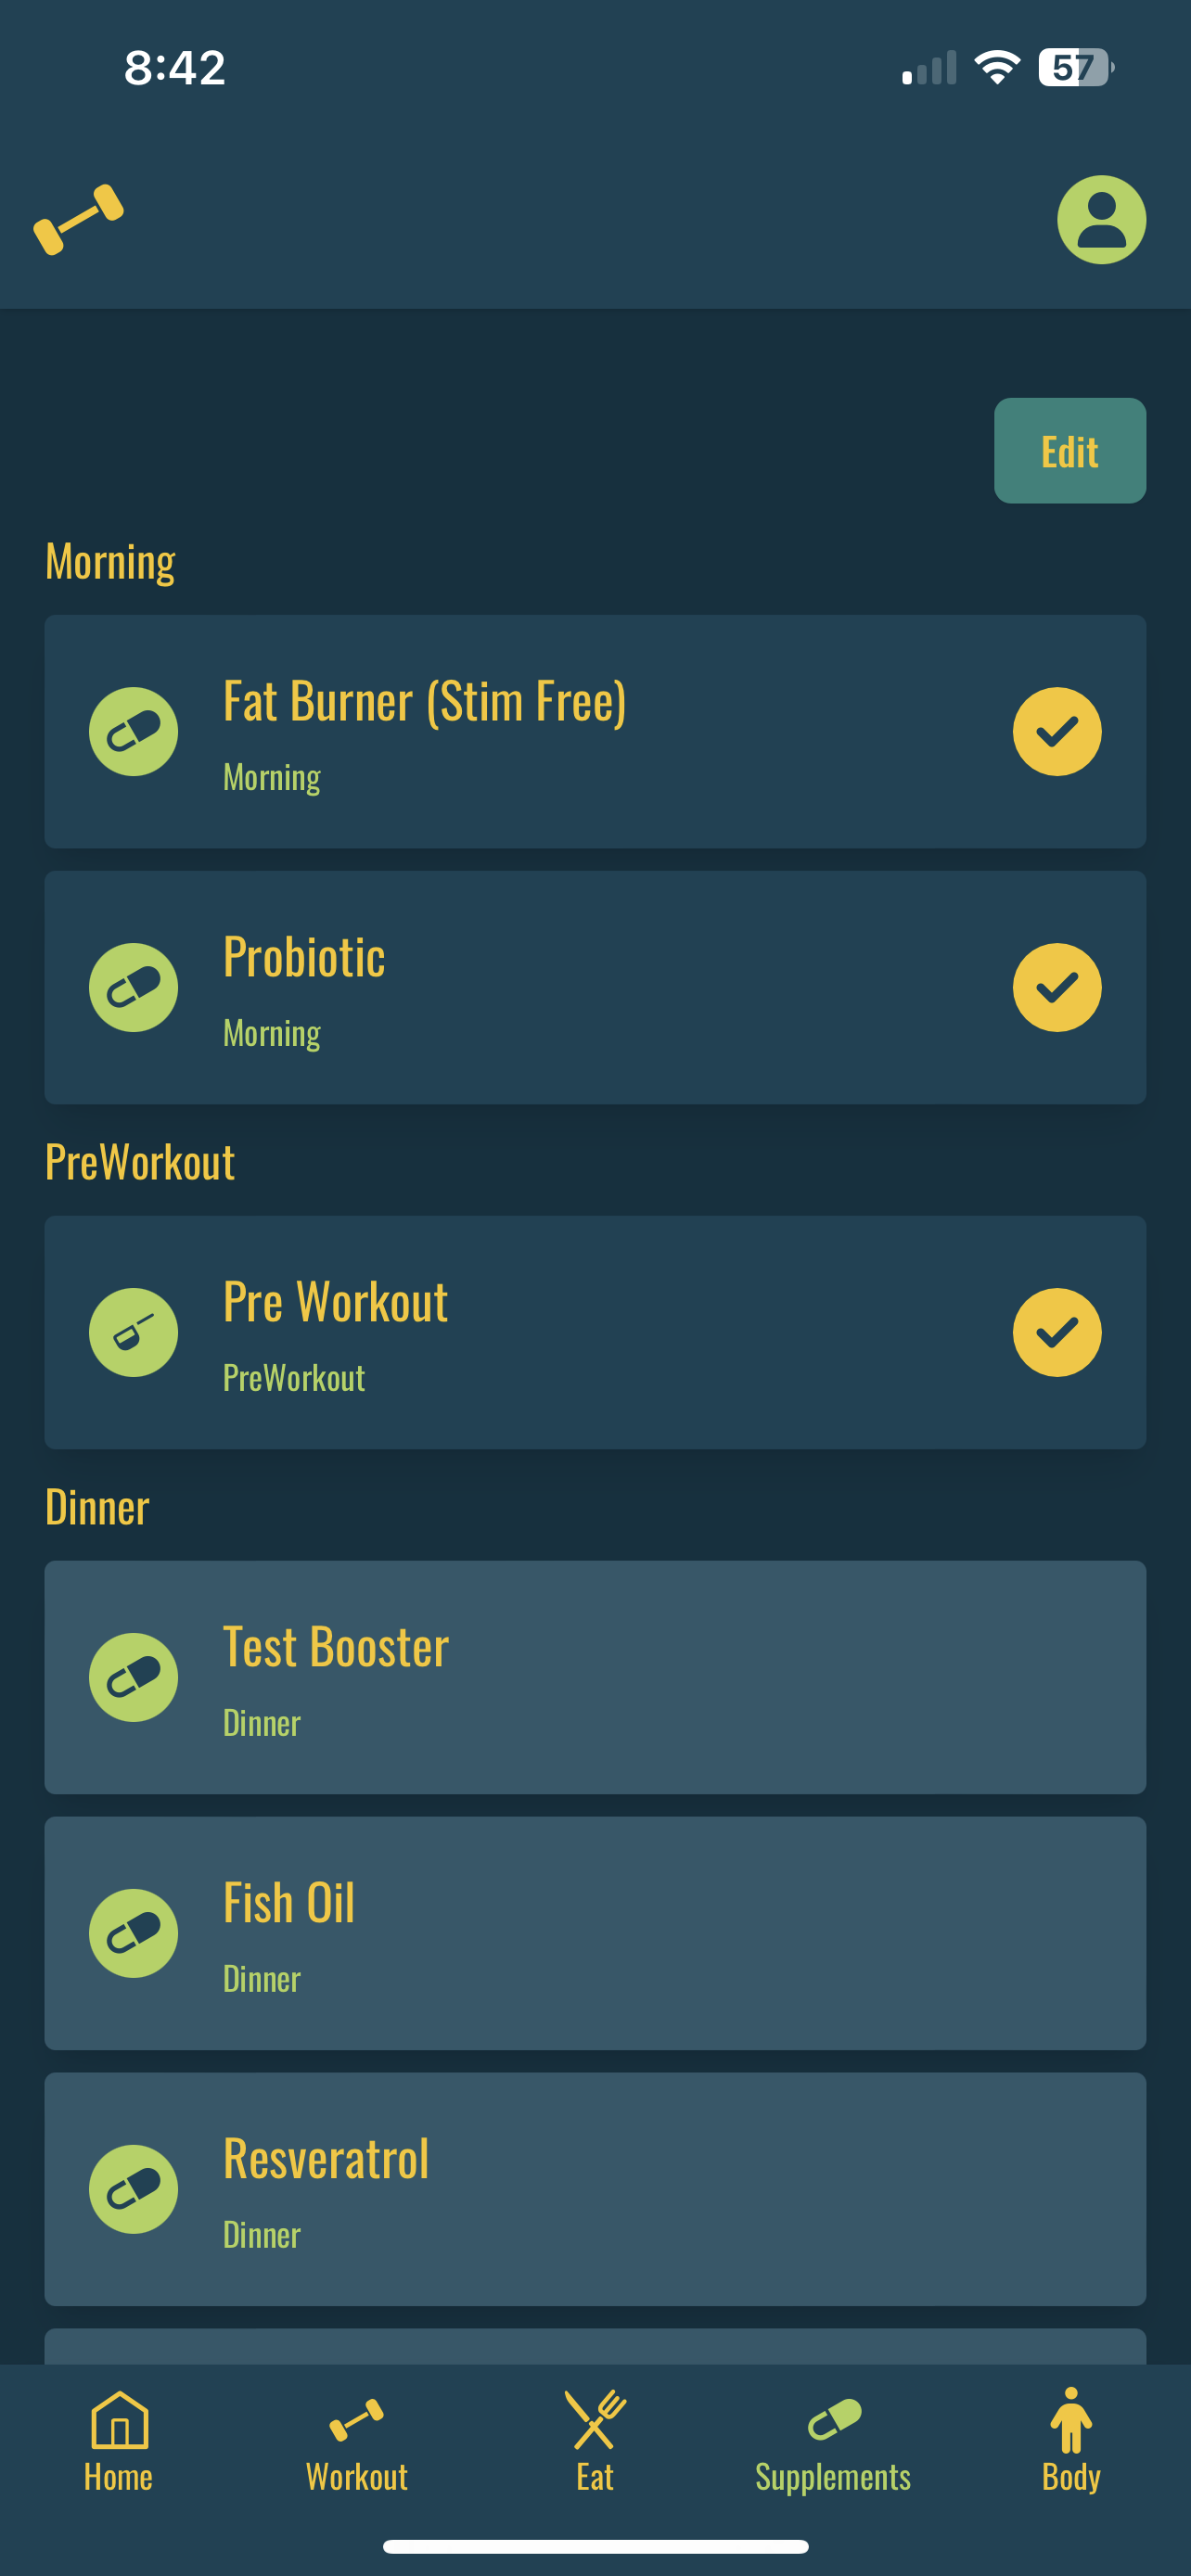 8:42
57
Edit
Morning
Fat Burner (Stim Free)
Morning
Probiotic
Morning
PreWorkout
Pre Workout
PreWorkout
Dinner
Test Booster
Dinner
Fish Oil
Dinner
Resveratrol
Dinner
Home Workout Eat Supplements Body